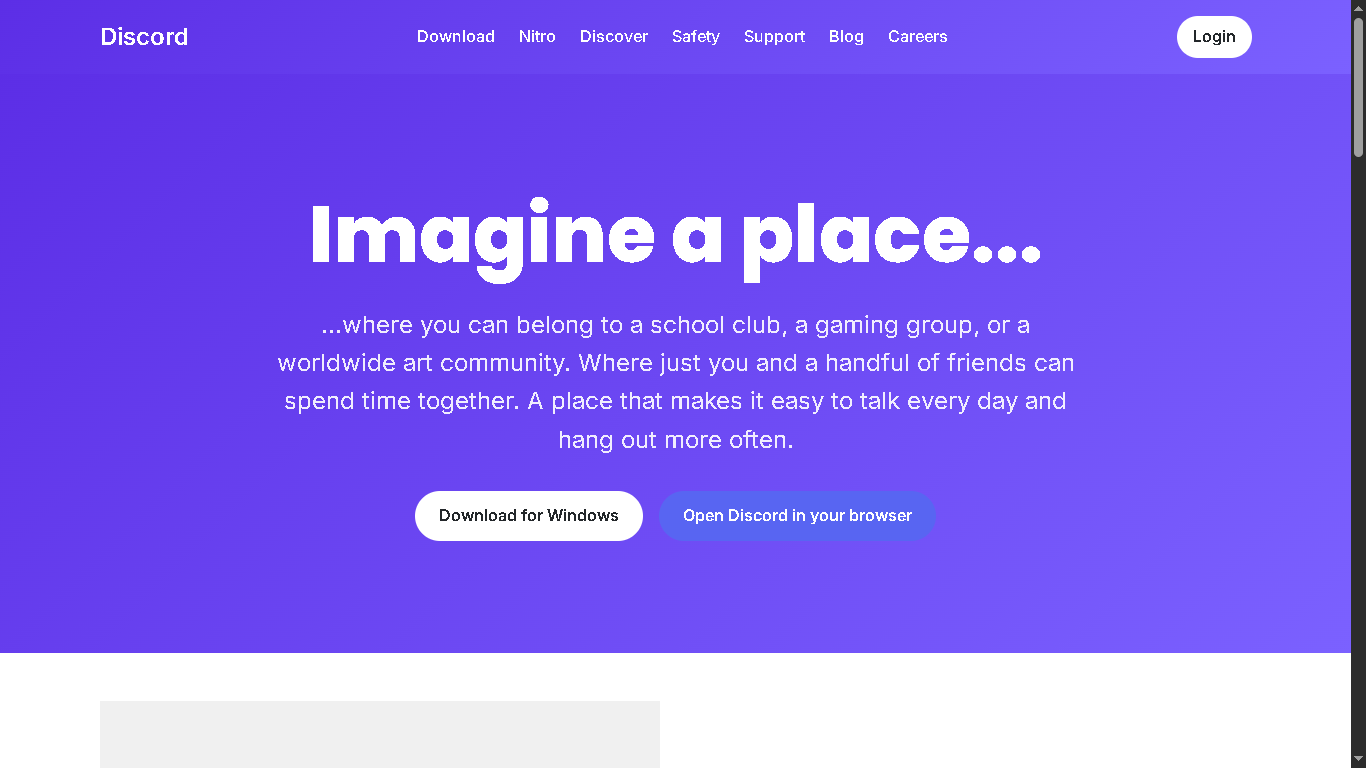 Discord
Download Nitro Discover Safety Support Blog Careers
Login
Imagine a place...
...where you can belong to a school club, a gaming group, or a
worldwide art community. Where just you and a handful of friends can
spend time together. A place that makes it easy to talk every day and
hang out more often.
Download for Windows
Open Discord in your browser